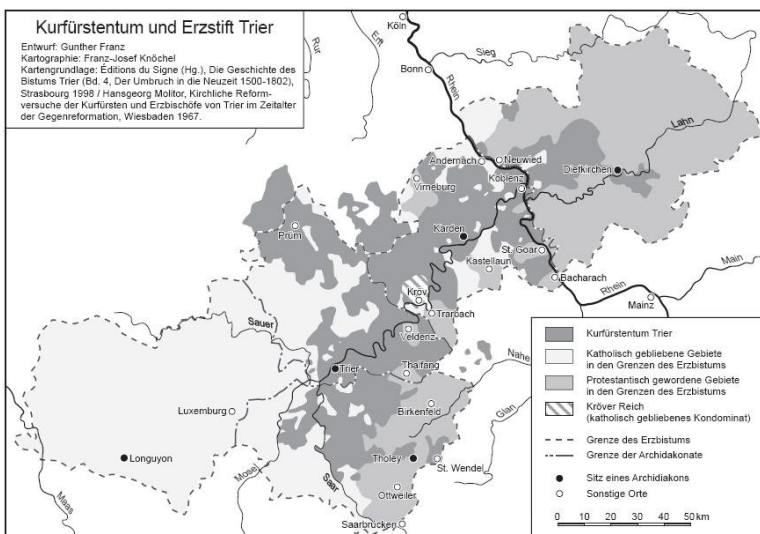 Kurfürstentum und Erzstift Trier
Entwurf: Gunther Franz
Kartographie: Franz-Josef Knöchel
Kartengrundlage: Éditions du Signe (Hg.), Die Geschichte des
Bistums Trier (Bd. 4, Der Umbruch in die Neuzeit 1500-1802),
Strasbourg 1998 / Hansgeorg Molitor, Kirchliche Reform-
versuche der Kurfürsten und Erzbischöfe von Trier im Zeitalter
der Gegenreformation, Wiesbaden 1967.
Köln
Rur
Erft
Sieg
Bonn
Rhein
Lahn
Andernach
Neuwied
Dietkirchen
Koblenz
Virneburg
Prüm
Karden
St. Goar
Kastellaun
Bacharach
Main
Rhein
Mainz
Kröv
Trarbach
Sauer
Veldenz
Trier
Thalfang
Nahe
Luxemburg
Birkenfeld
Glan
Longuyon
Tholey
St. Wendel
Mosel
Saar
Ottweiler
Maas
Saarbrücken
Kurfürstentum Trier
Katholisch gebliebene Gebiete
in den Grenzen des Erzbistums
Protestantisch gewordene Gebiete
in den Grenzen des Erzbistums
Kröver Reich
(katholisch gebliebenes Kondominat)
Grenze des Erzbistums
Grenze der Archidiakonate
Sitz eines Archidiakons
Sonstige Orte
0 10 20 30 40 50 km